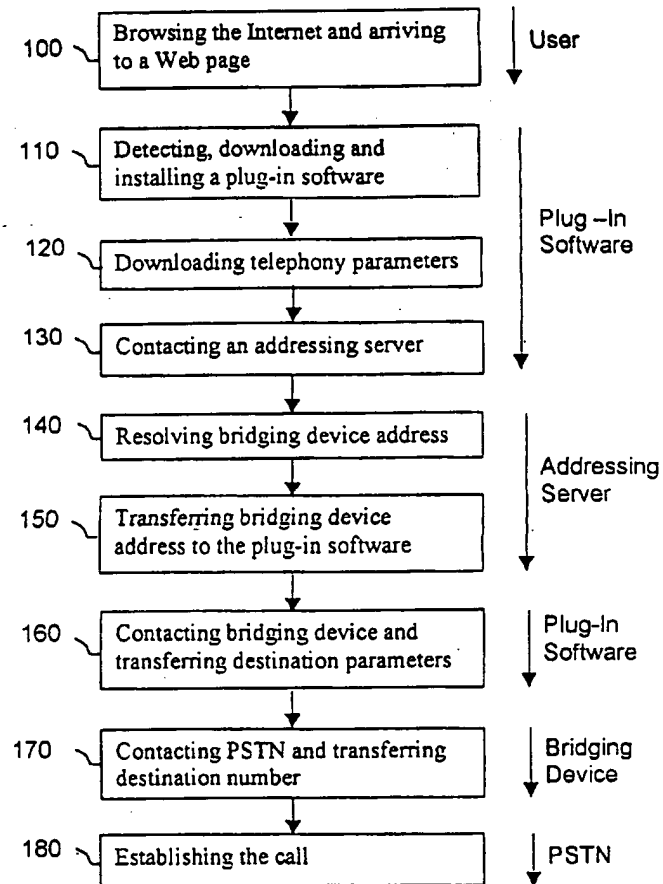 100
Browsing the Internet and arriving
to a Web page
User
110
Detecting, downloading and
installing a plug-in software
Plug –In
Software
120
Downloading telephony parameters
130
Contacting an addressing server
140
Resolving bridging device address
Addressing
Server
150
Transferring bridging device
address to the plug-in software
160
Contacting bridging device and
transferring destination parameters
Plug-In
Software
170
Contacting PSTN and transferring
destination number
Bridging
Device
180
Establishing the call
PSTN